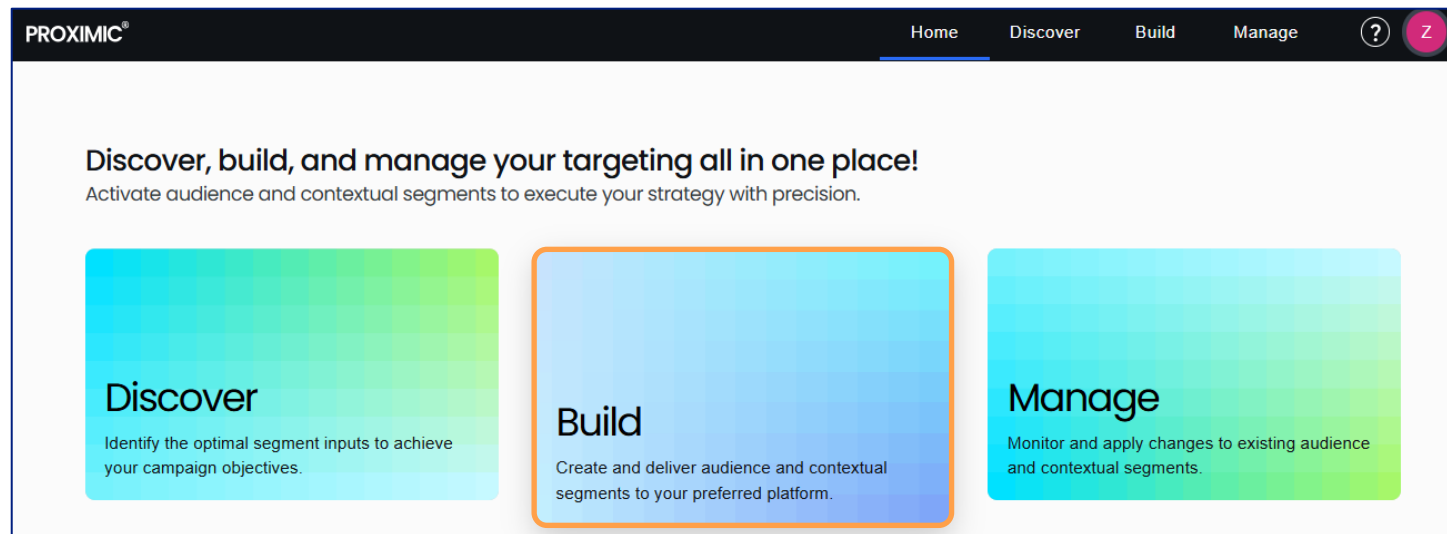 PROXIMIC®
Home Discover Build Manage ? Z
Discover, build, and manage your targeting all in one place!
Activate audience and contextual segments to execute your strategy with precision.
Discover
Identify the optimal segment inputs to achieve
your campaign objectives.
Build
Create and deliver audience and contextual
segments to your preferred platform.
Manage
Monitor and apply changes to existing audience
and contextual segments.